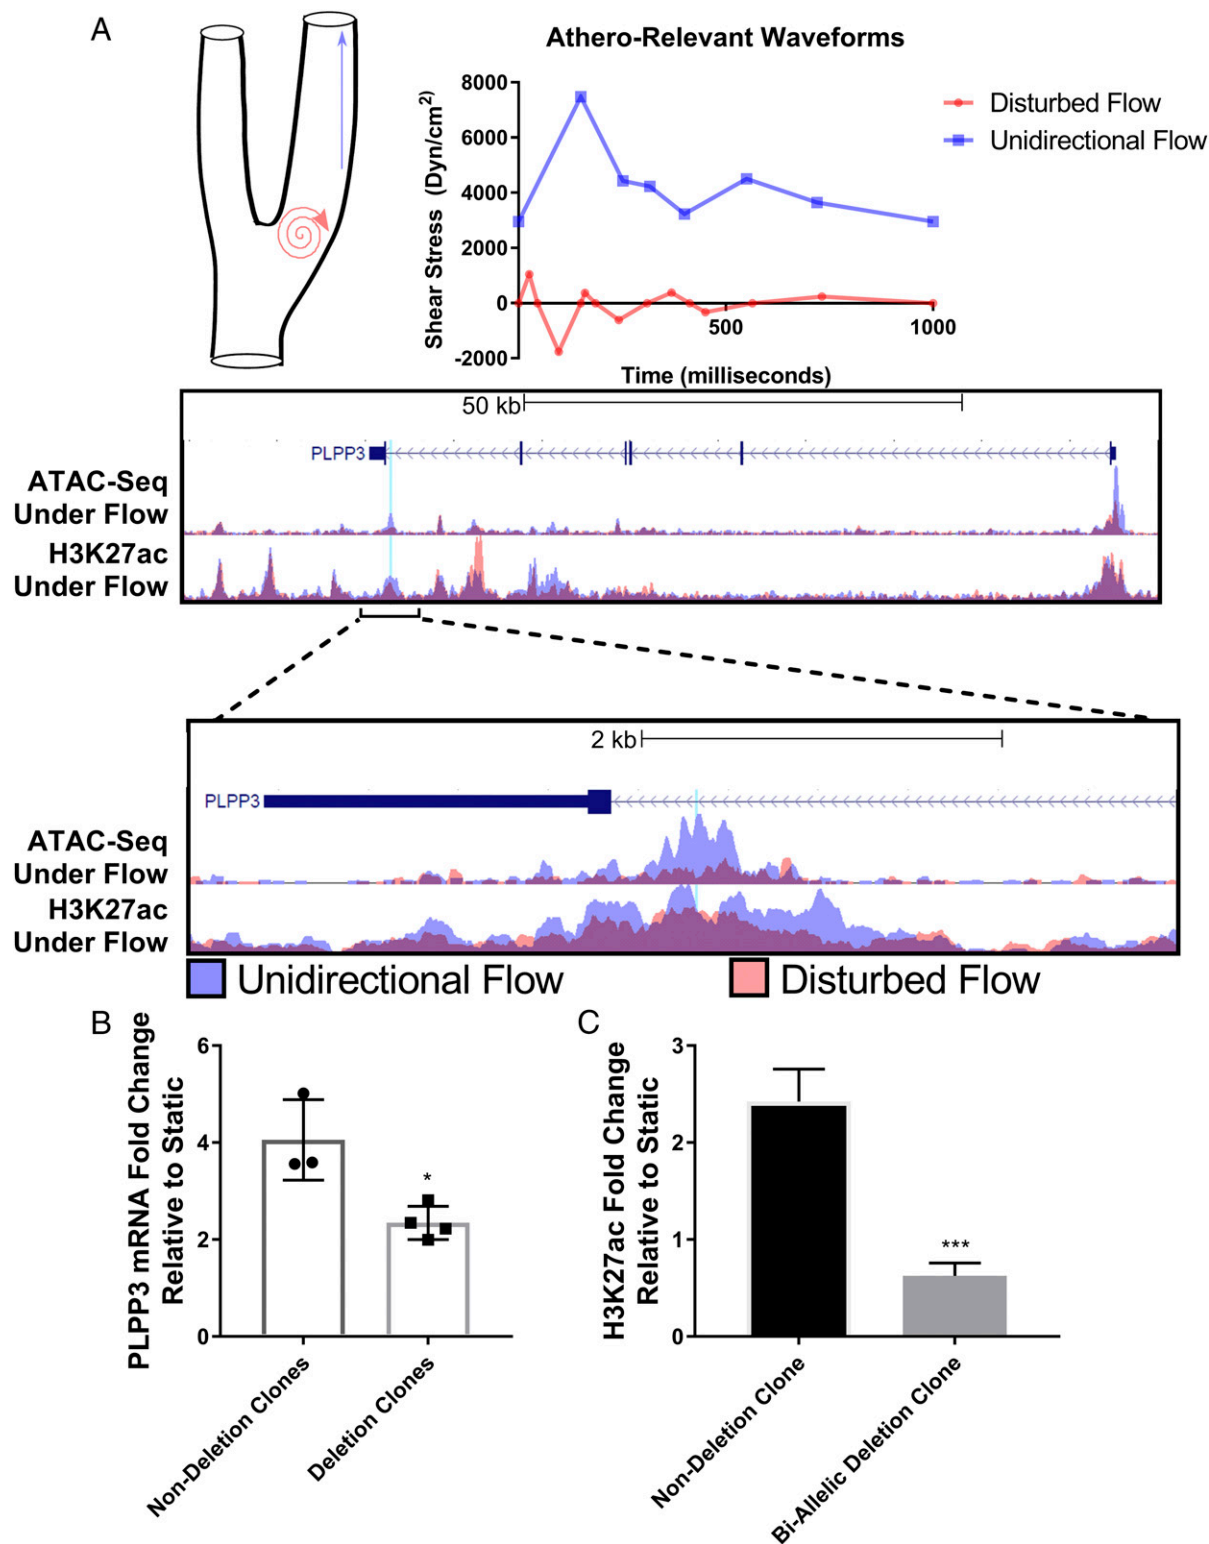 A
Athero-Relevant Waveforms
Shear Stress (Dyn/cm²)
8000
6000
4000
2000
0
-2000
500
1000
Time (milliseconds)
Disturbed Flow
Unidirectional Flow
50 kb
PLPP3
ATAC-Seq
Under Flow
H3K27ac
Under Flow
2 kb
PLPP3
ATAC-Seq
Under Flow
H3K27ac
Under Flow
Unidirectional Flow
Disturbed Flow
B
PLPP3 mRNA Fold Change
Relative to Static
6
4
2
0
*
Non-Deletion Clones
Deletion Clones
C
H3K27ac Fold Change
Relative to Static
3
2
1
0
***
Non-Deletion Clone
Bi-Allelic Deletion Clone